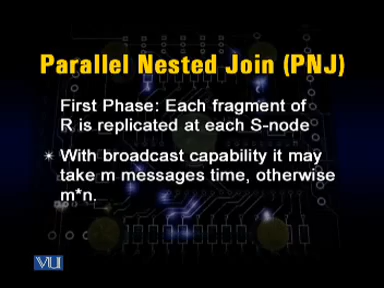 Parallel Nested Join (PNJ)
First Phase: Each fragment of
R is replicated at each S-node
✴ With broadcast capability it may
take m messages time, otherwise
m*n.
VU